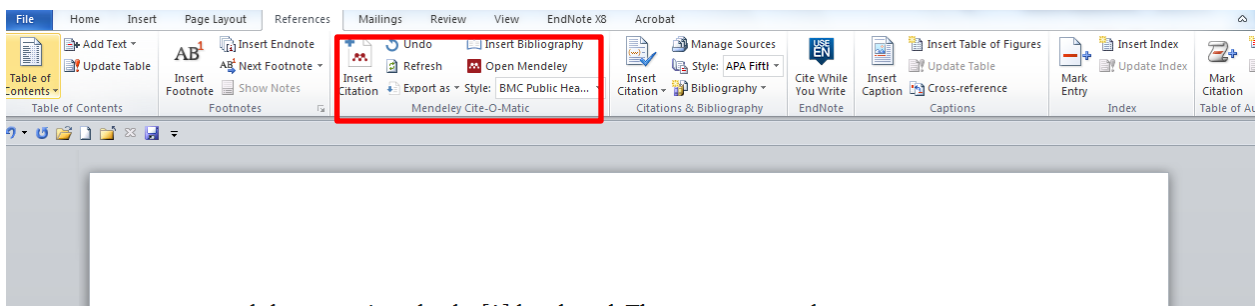 File Home Insert Page Layout References Mailings Review View EndNote X8 Acrobat
Table of Contents
Add Text
Update Table
Table of Contents
AB1
Insert Footnote
Insert Endnote
AB1 Next Footnote
Show Notes
Footnotes
Insert Citation
Undo
Refresh
Export as
Insert Bibliography
Open Mendeley
Style: BMC Public Hea...
Mendeley Cite-O-Matic
Insert Citation
Manage Sources
Style: APA Fifth
Bibliography
Citations & Bibliography
USE EN
Cite While You Write
EndNote
Insert Caption
Insert Table of Figures
Update Table
Cross-reference
Captions
Mark Entry
Insert Index
Update Index
Index
Mark Citation
Table of Au